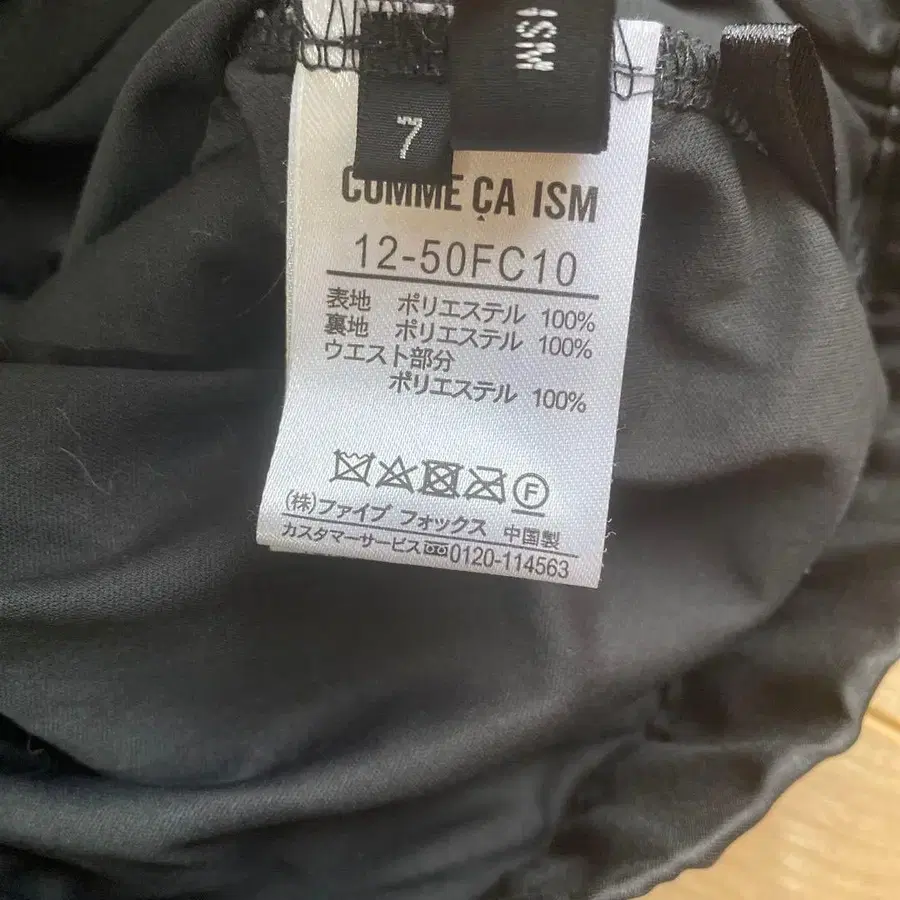 ISM
7
COMME ÇA ISM
12-50FC10
表地 ポリエステル 100%
裏地 ポリエステル 100%
ウエスト部分
ポリエステル 100%
F
(株)ファイブ フォックス 中国製
カスタマーサービス 0120-114563